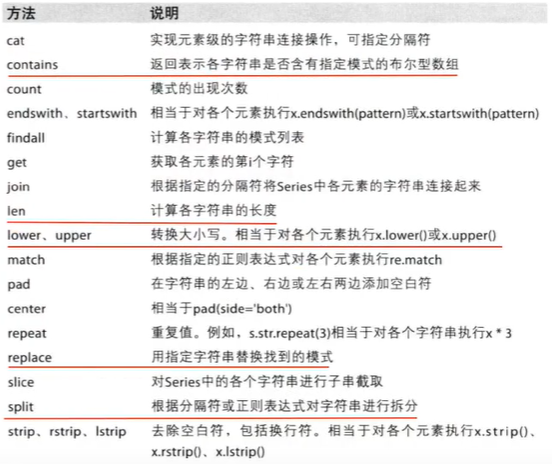 方法 说明
cat 实现元素级的字符串连接操作，可指定分隔符
contains 返回表示各字符串是否含有指定模式的布尔型数组
count 模式的出现次数
endswith、startswith 相当于对各个元素执行x.endswith(pattern)或x.startswith(pattern)
findall 计算各字符串的模式列表
get 获取各元素的第i个字符
join 根据指定的分隔符将Series中各元素的字符串连接起来
len 计算各字符串的长度
lower、upper 转换大小写。相当于对各个元素执行x.lower()或x.upper()
match 根据指定的正则表达式对各个元素执行re.match
pad 在字符串的左边、右边或左右两边添加空白符
center 相当于pad(side='both')
repeat 重复值。例如，s.str.repeat(3)相当于对各个字符串执行x * 3
replace 用指定字符串替换找到的模式
slice 对Series中的各个字符串进行子串截取
split 根据分隔符或正则表达式对字符串进行拆分
strip、rstrip、lstrip 去除空白符，包括换行符。相当于对各个元素执行x.strip()、
x.rstrip()、x.lstrip()